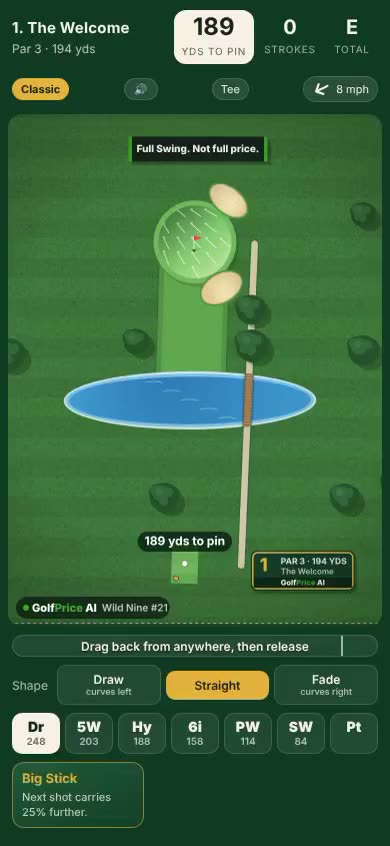 1. The Welcome
Par 3 · 194 yds
189
YDS TO PIN
0
STROKES
E
TOTAL
Classic
Tee
8 mph
Full Swing. Not full price.
189 yds to pin
1
PAR 3 · 194 YDS
The Welcome
GolfPrice AI
GolfPrice AI Wild Nine #21
Drag back from anywhere, then release
Shape
Draw
curves left
Straight
Fade
curves right
Dr
248
5W
203
Hy
188
6i
158
PW
114
SW
84
Pt
Big Stick
Next shot carries
25% further.